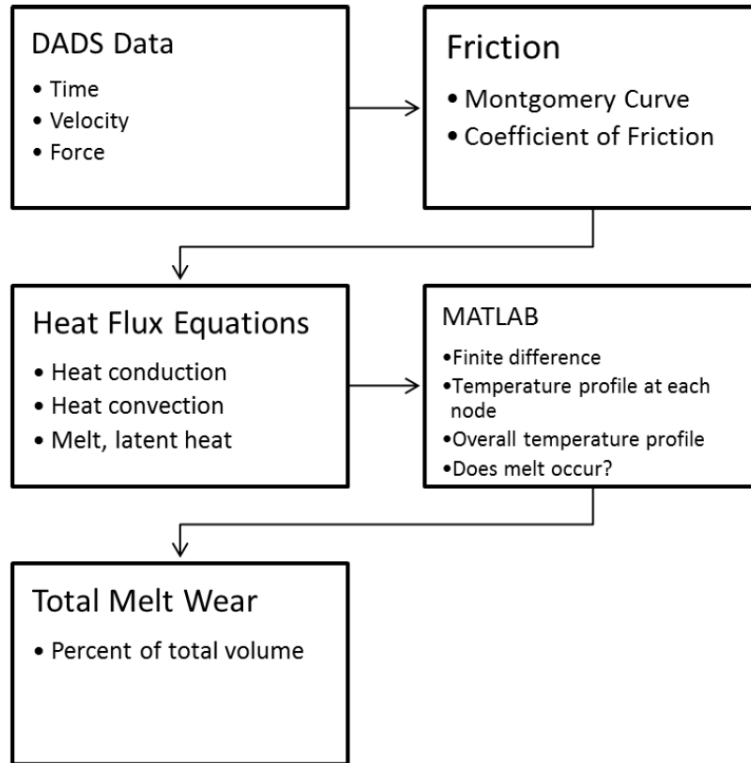 DADS Data
• Time
• Velocity
• Force
Friction
• Montgomery Curve
• Coefficient of Friction
Heat Flux Equations
• Heat conduction
• Heat convection
• Melt, latent heat
MATLAB
•Finite difference
•Temperature profile at each
node
•Overall temperature profile
•Does melt occur?
Total Melt Wear
• Percent of total volume